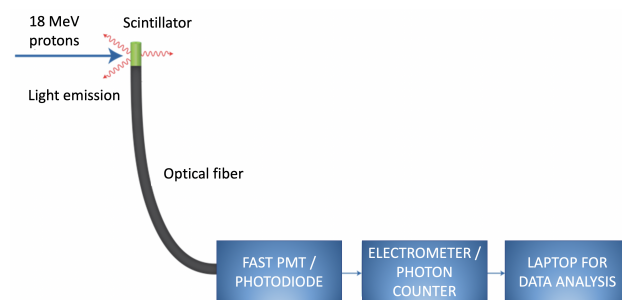 18 MeV
protons
Scintillator
Light emission
Optical fiber
FAST PMT /
PHOTODIODE
ELECTROMETER /
PHOTON
COUNTER
LAPTOP FOR
DATA ANALYSIS